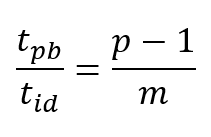 t_pb / t_id = (p − 1) / m